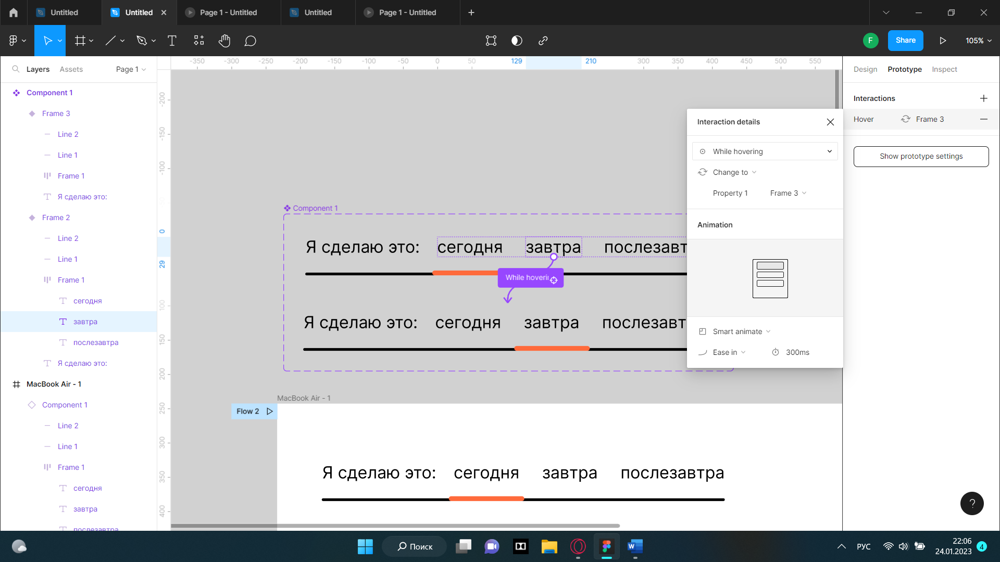 Untitled
Untitled
Page 1 - Untitled
Untitled
Page 1 - Untitled
F
Share
105%
Layers
Assets
Page 1
Component 1
Frame 3
Line 2
Line 1
Frame 1
Я сделаю это:
Frame 2
Line 2
Line 1
Frame 1
сегодня
завтра
послезавтра
Я сделаю это:
MacBook Air - 1
Component 1
Line 2
Line 1
Frame 1
сегодня
завтра
послезавтра
-350 -300 -250 -200 -150 -100 -50 0 50 129 210 300 350 400 450 500 550
-200
-150
-100
-50
0
29
100
150
200
250
300
350
400
Component 1
Я сделаю это: сегодня завтра послезавт
While hoverin
Я сделаю это: сегодня завтра послезавт
MacBook Air - 1
Flow 2
Я сделаю это: сегодня завтра послезавтра
Interaction details
While hovering
Change to
Property 1 Frame 3
Animation
Smart animate
Ease in 300ms
Design Prototype Inspect
Interactions
Hover Frame 3
Show prototype settings
?
Поиск
W
РУС
22:06
24.01.2023
4